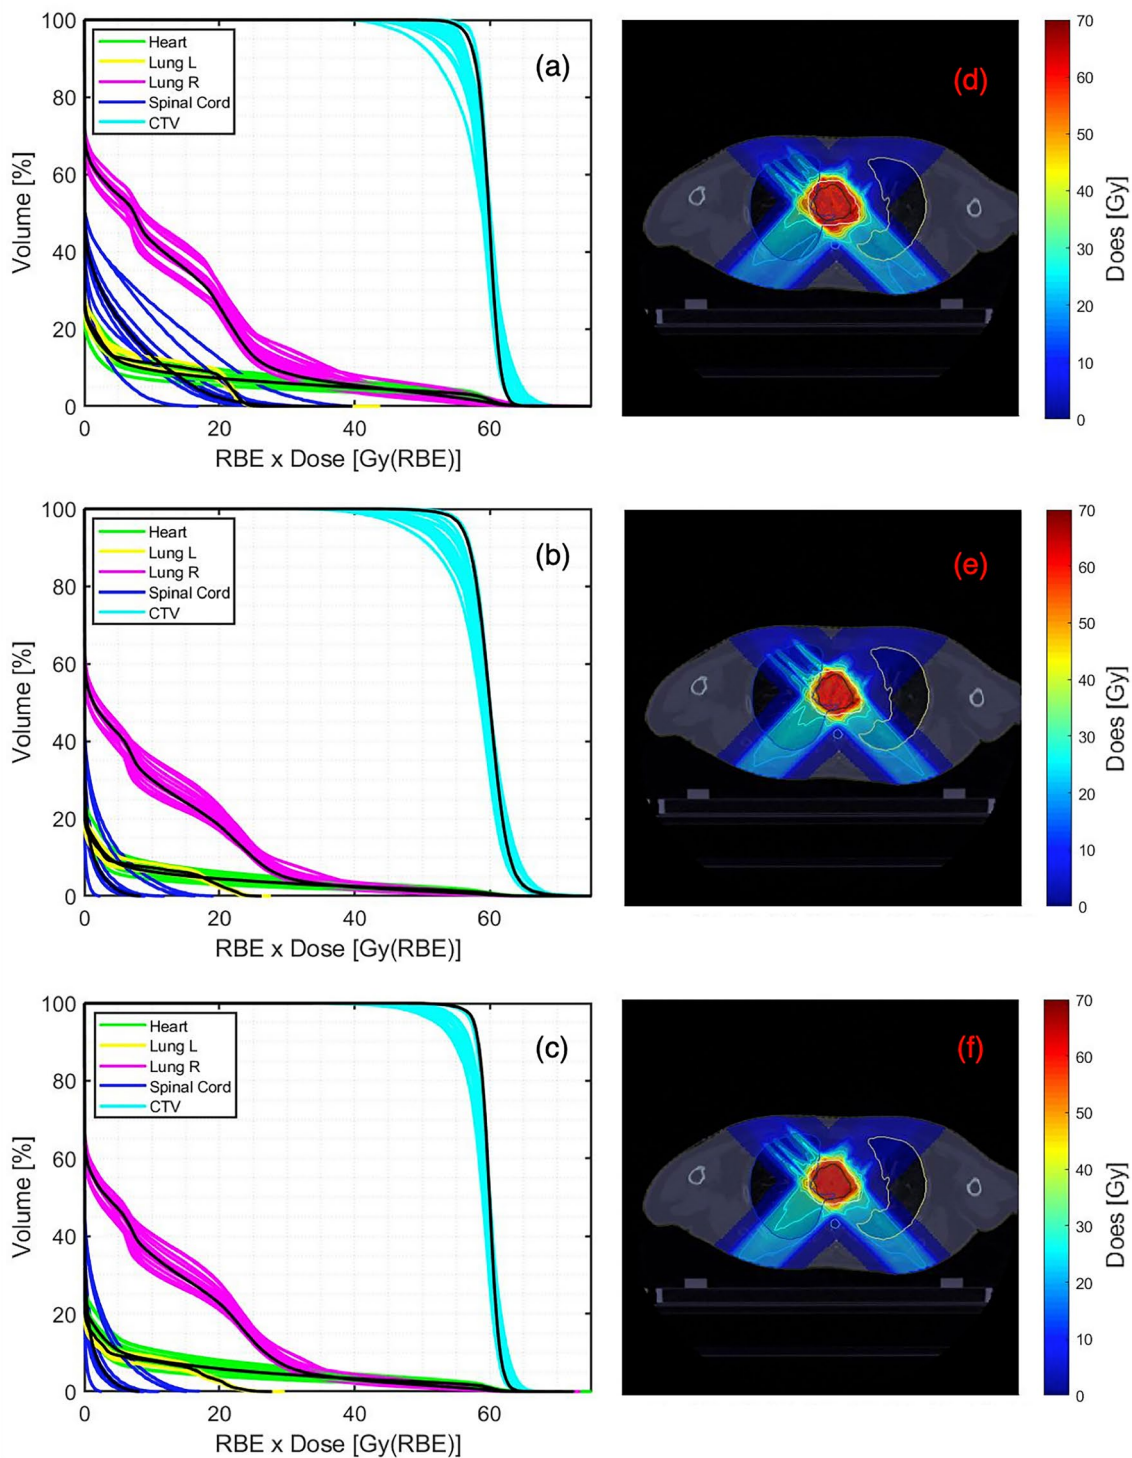 100
80
60
40
20
0
Volume [%]
Heart
Lung L
Lung R
Spinal Cord
CTV
(a)
0 20 40 60
RBE x Dose [Gy(RBE)]
(d)
70
60
50
40
30
20
10
0
Does [Gy]
100
80
60
40
20
0
Volume [%]
Heart
Lung L
Lung R
Spinal Cord
CTV
(b)
0 20 40 60
RBE x Dose [Gy(RBE)]
(e)
70
60
50
40
30
20
10
0
Does [Gy]
100
80
60
40
20
0
Volume [%]
Heart
Lung L
Lung R
Spinal Cord
CTV
(c)
0 20 40 60
RBE x Dose [Gy(RBE)]
(f)
70
60
50
40
30
20
10
0
Does [Gy]